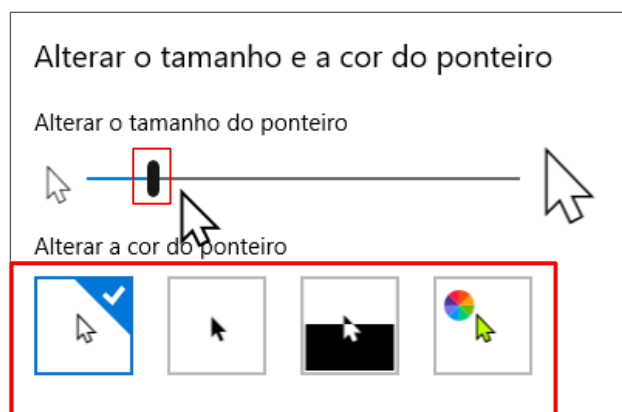 Alterar o tamanho e a cor do ponteiro
Alterar o tamanho do ponteiro
Alterar a cor do ponteiro